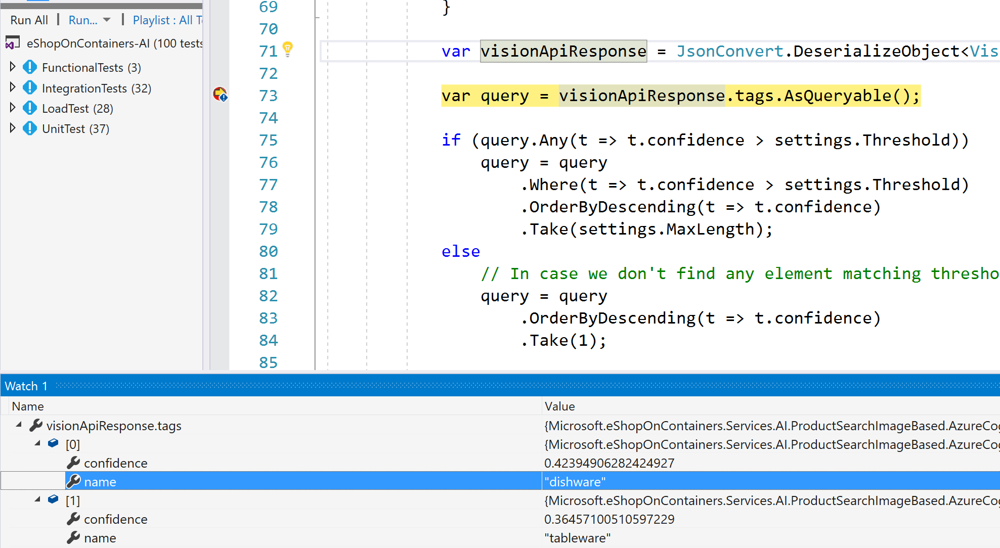 Run All | Run... | Playlist : All T
eShopOnContainers-AI (100 tests
FunctionalTests (3)
IntegrationTests (32)
LoadTest (28)
UnitTest (37)
69 }
70
71 var visionApiResponse = JsonConvert.DeserializeObject<Vis
72
73 var query = visionApiResponse.tags.AsQueryable();
74
75 if (query.Any(t => t.confidence > settings.Threshold))
76 query = query
77 .Where(t => t.confidence > settings.Threshold)
78 .OrderByDescending(t => t.confidence)
79 .Take(settings.MaxLength);
80 else
81 // In case we don't find any element matching thresho
82 query = query
83 .OrderByDescending(t => t.confidence)
84 .Take(1);
85
Watch 1
Name Value
visionApiResponse.tags {Microsoft.eShopOnContainers.Services.AI.ProductSearchImageBased.AzureCog
[0] {Microsoft.eShopOnContainers.Services.AI.ProductSearchImageBased.AzureCog
confidence 0.42394906282424927
name "dishware"
[1] {Microsoft.eShopOnContainers.Services.AI.ProductSearchImageBased.AzureCog
confidence 0.36457100510597229
name "tableware"